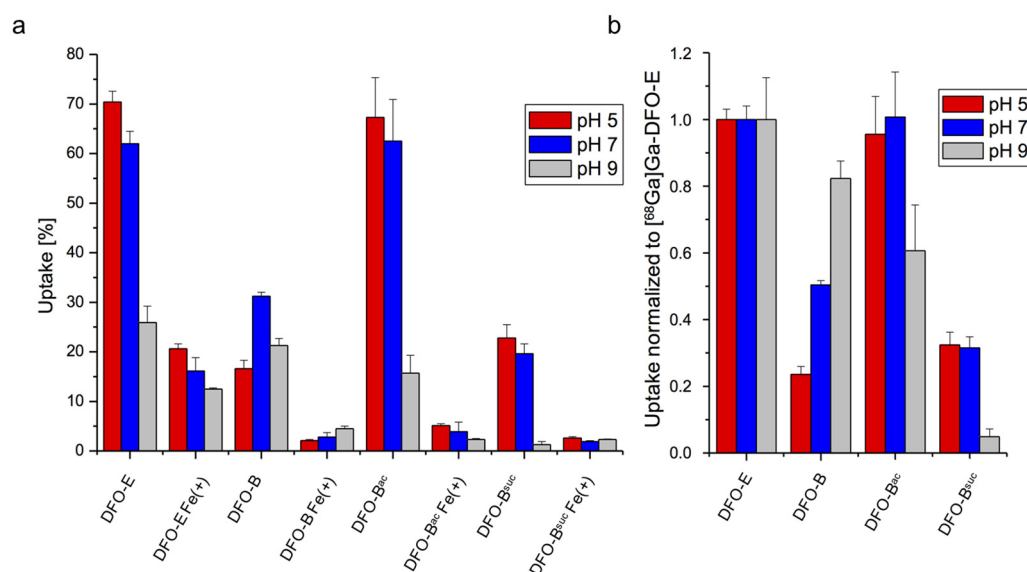 a
80
70
60
50
40
30
20
10
0
Uptake [%]
pH 5
pH 7
pH 9
DFO-E
DFO-E Fe(+)
DFO-B
DFO-B Fe(+)
DFO-Bᵃᶜ
DFO-Bᵃᶜ Fe(+)
DFO-Bˢᵘᶜ
DFO-Bˢᵘᶜ Fe(+)
b
1.2
1.0
0.8
0.6
0.4
0.2
0.0
Uptake normalized to [⁶⁸Ga]Ga-DFO-E
pH 5
pH 7
pH 9
DFO-E
DFO-B
DFO-Bᵃᶜ
DFO-Bˢᵘᶜ